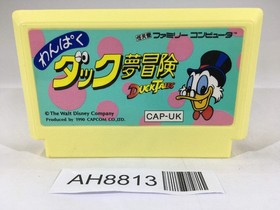 ファミリーコンピュータ
わんぱく
ダック夢冒険
DUCKTALES
© The Walt Disney Company
Produced by 1990 CAPCOM CO.,LTD.
CAP-UK
AH8813